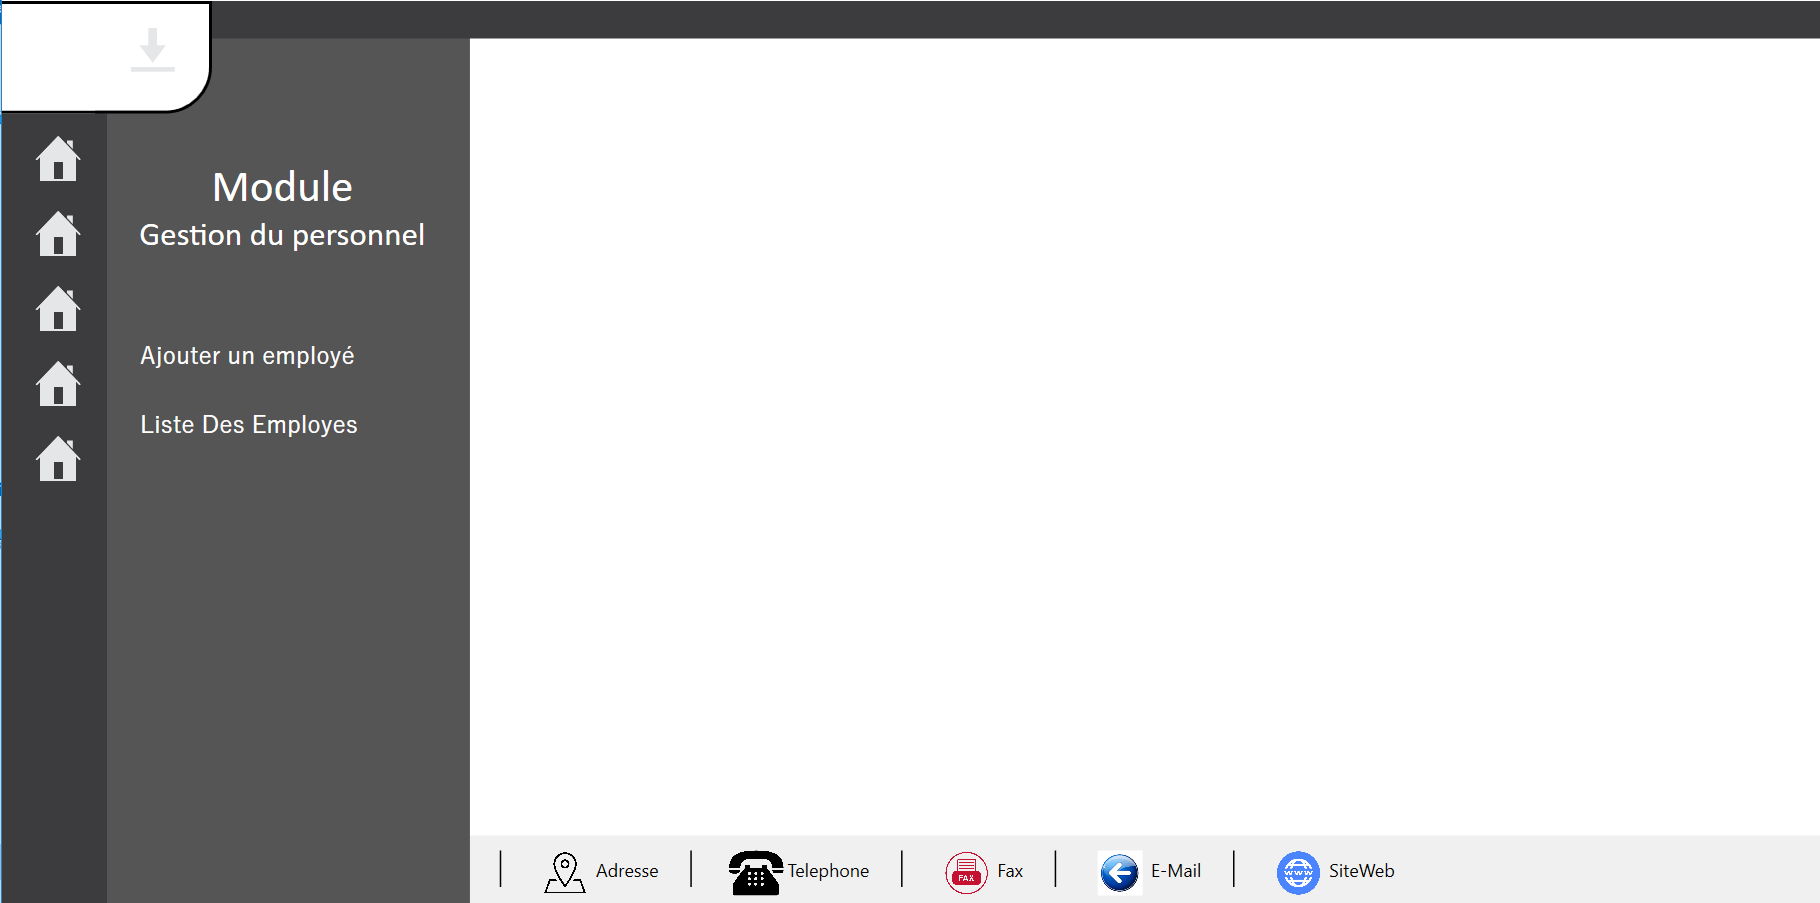 Module
Gestion du personnel
Ajouter un employé
Liste Des Employes
Adresse
Telephone
FAX
Fax
E-Mail
WWW
SiteWeb